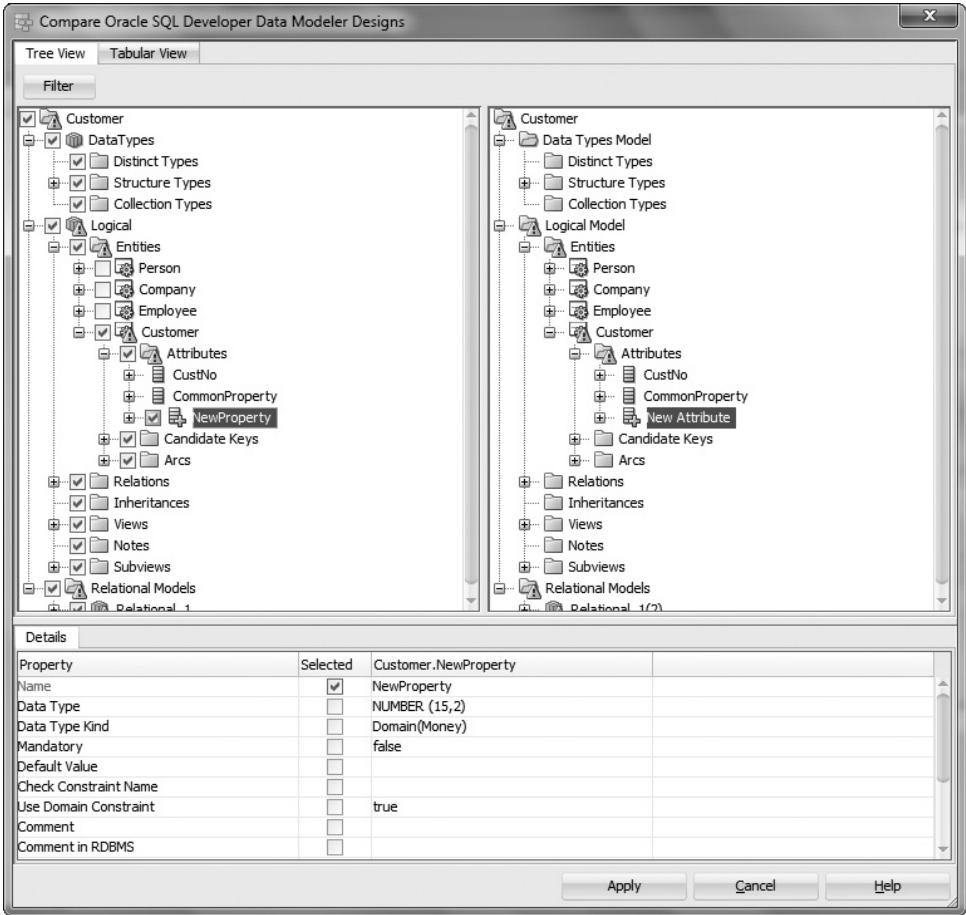 Compare Oracle SQL Developer Data Modeler Designs
x
Tree View Tabular View
Filter
Customer
DataTypes
Distinct Types
Structure Types
Collection Types
Logical
Entities
Person
Company
Employee
Customer
Attributes
CustNo
CommonProperty
NewProperty
Candidate Keys
Arcs
Relations
Inheritances
Views
Notes
Subviews
Relational Models
Relational_1
Customer
Data Types Model
Distinct Types
Structure Types
Collection Types
Logical Model
Entities
Person
Company
Employee
Customer
Attributes
CustNo
CommonProperty
New Attribute
Candidate Keys
Arcs
Relations
Inheritances
Views
Notes
Subviews
Relational Models
Relational_1(2)
Details
Property Selected Customer.NewProperty
Name NewProperty
Data Type NUMBER (15,2)
Data Type Kind Domain(Money)
Mandatory false
Default Value
Check Constraint Name
Use Domain Constraint true
Comment
Comment in RDBMS
Apply Cancel Help